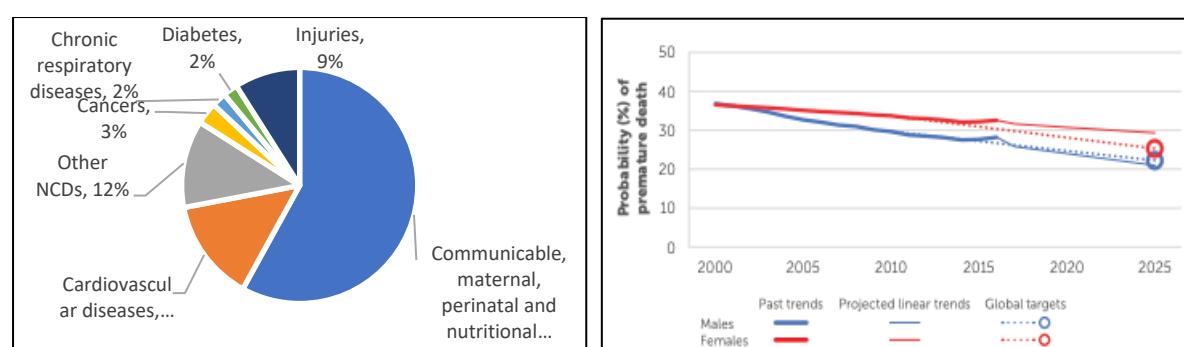 Diabetes,
2%
Injuries,
9%
Chronic
respiratory
diseases, 2%
Cancers,
3%
Other
NCDs, 12%
Cardiovascul
ar diseases,...
Communicable,
maternal,
perinatal and
nutritional...
Probability (%) of
premature death
50
40
30
20
10
0
2000 2005 2010 2015 2020 2025
Past trends Projected linear trends Global targets
Males
Females